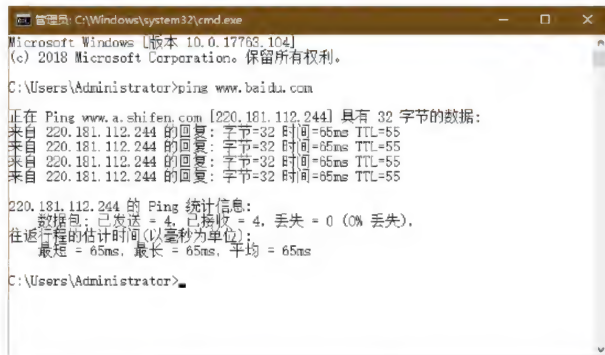 管理员: C:\Windows\system32\cmd.exe
Microsoft Windows [版本 10.0.17763.104]
(c) 2018 Microsoft Corporation。保留所有权利。
C:\Users\Administrator>ping www.baidu.com
正在 Ping www.a.shifen.com [220.181.112.244] 具有 32 字节的数据:
来自 220.181.112.244 的回复: 字节=32 时间=65ms TTL=55
来自 220.181.112.244 的回复: 字节=32 时间=65ms TTL=55
来自 220.181.112.244 的回复: 字节=32 时间=65ms TTL=55
来自 220.181.112.244 的回复: 字节=32 时间=65ms TTL=55
220.181.112.244 的 Ping 统计信息:
数据包: 已发送 = 4, 已接收 = 4, 丢失 = 0 (0% 丢失),
往返行程的估计时间(以毫秒为单位):
最短 = 65ms, 最长 = 65ms, 平均 = 65ms
C:\Users\Administrator>